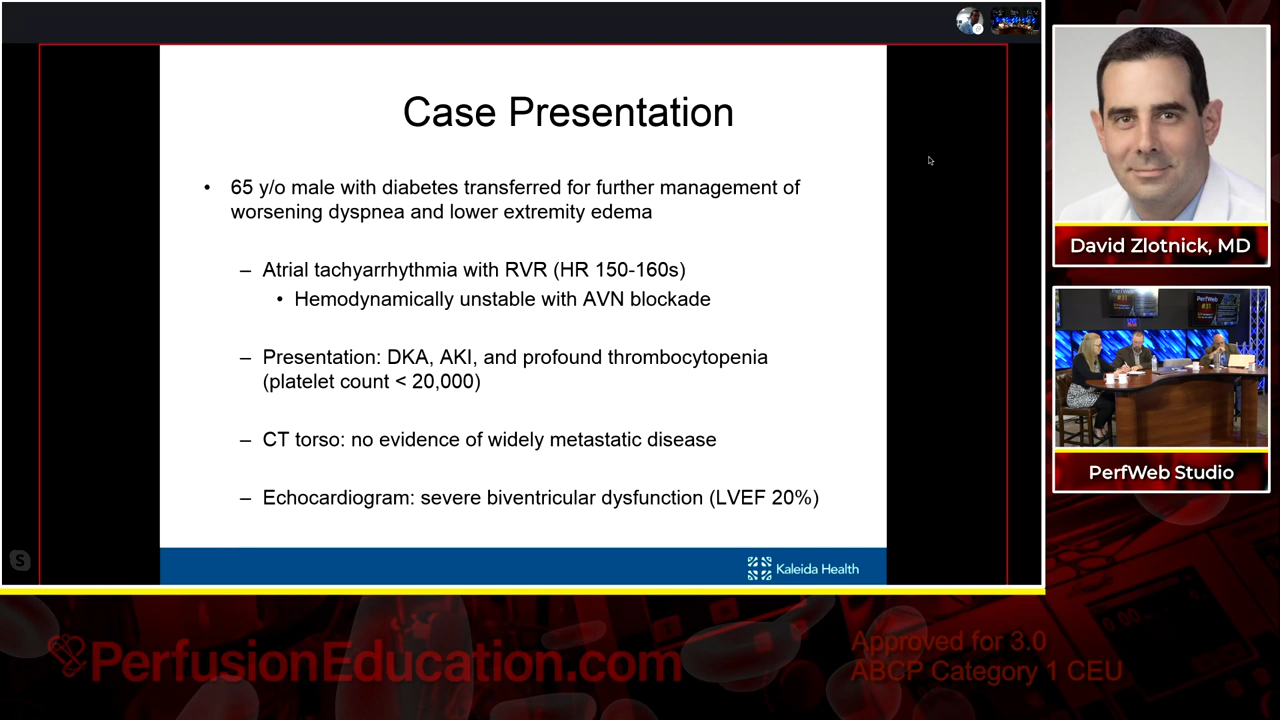 Case Presentation
• 65 y/o male with diabetes transferred for further management of
worsening dyspnea and lower extremity edema
– Atrial tachyarrhythmia with RVR (HR 150-160s)
• Hemodynamically unstable with AVN blockade
– Presentation: DKA, AKI, and profound thrombocytopenia
(platelet count < 20,000)
– CT torso: no evidence of widely metastatic disease
– Echocardiogram: severe biventricular dysfunction (LVEF 20%)
Kaleida Health
David Zlotnick, MD
PerfWeb
#31
PerfWeb Studio
PerfusionEducation.com
Approved for 3.0
ABCP Category 1 CEU